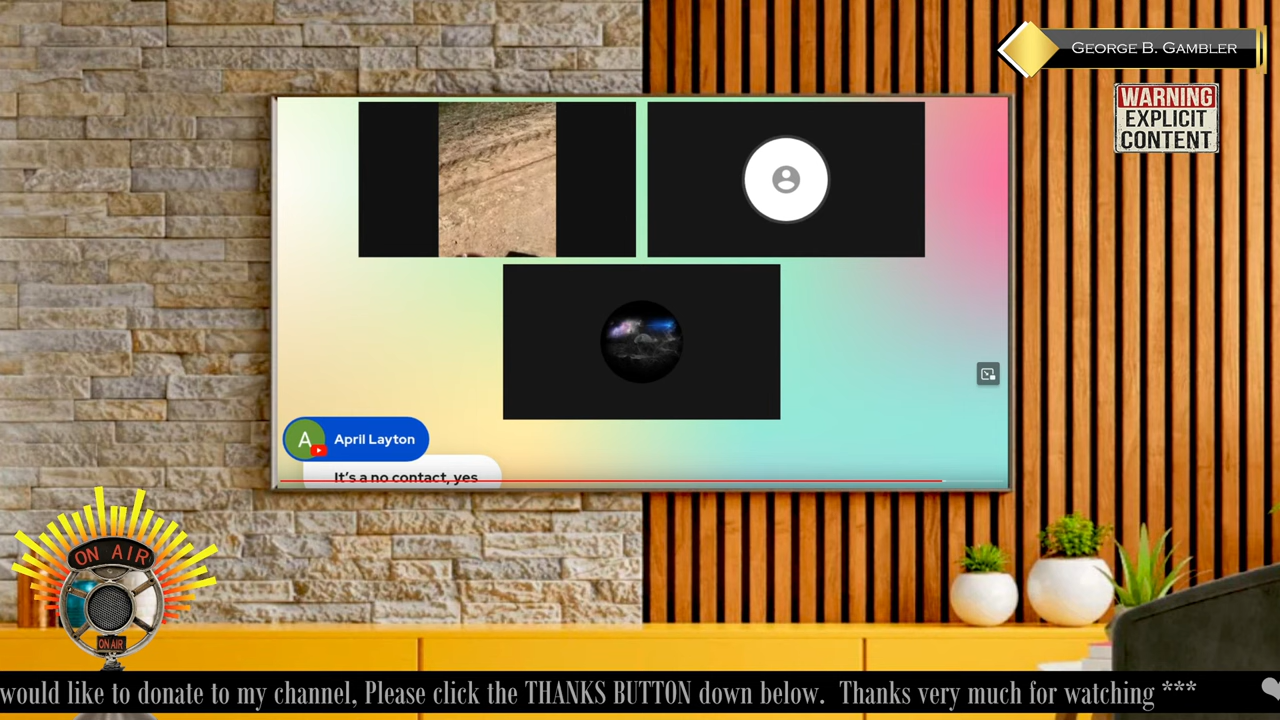 GEORGE B. GAMBLER
WARNING
EXPLICIT
CONTENT
A
April Layton
It's a no contact, yes
ON AIR
ON AIR
would like to donate to my channel, Please click the THANKS BUTTON down below. Thanks very much for watching ***